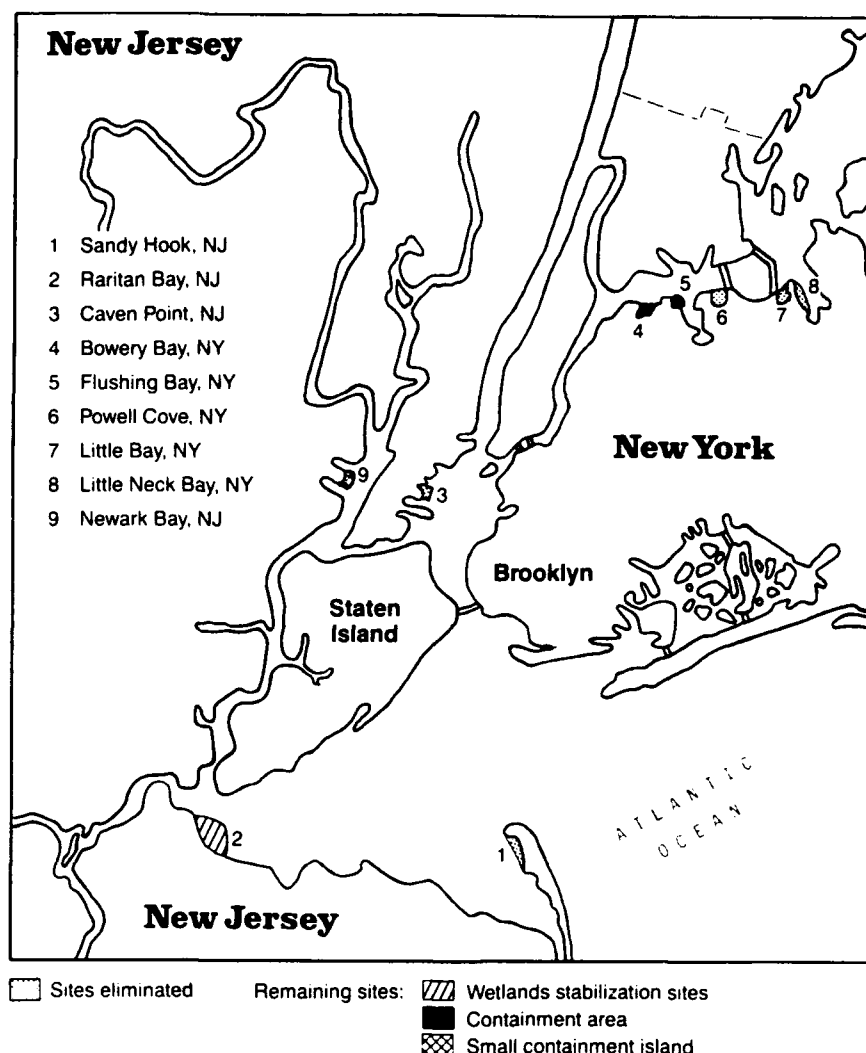 New Jersey
1 Sandy Hook, NJ
2 Raritan Bay, NJ
3 Caven Point, NJ
4 Bowery Bay, NY
5 Flushing Bay, NY
6 Powell Cove, NY
7 Little Bay, NY
8 Little Neck Bay, NY
9 Newark Bay, NJ
5
8
4
6
7
New York
9
3
Brooklyn
Staten
Island
ATLANTIC
OCEAN
2
1
New Jersey
Sites eliminated
Remaining sites:
Wetlands stabilization sites
Containment area
Small containment island